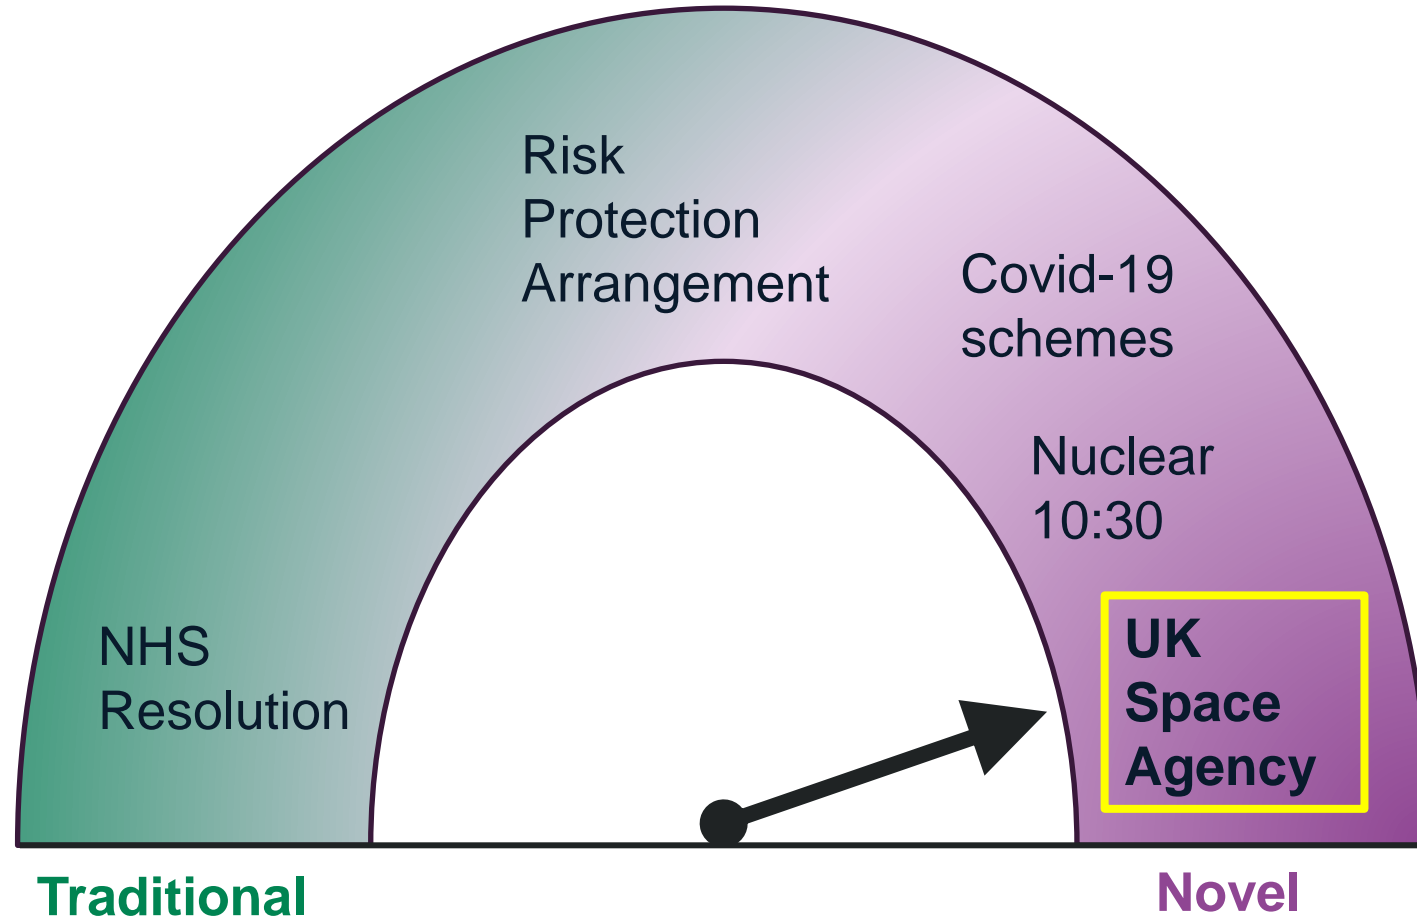 Risk
Protection
Arrangement
Covid-19
schemes
Nuclear
10:30
NHS
Resolution
UK
Space
Agency
Traditional
Novel